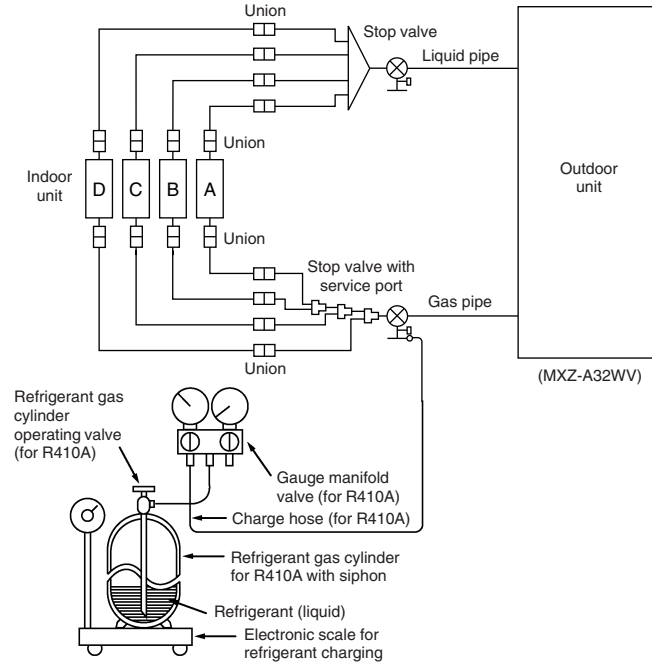 Union
Stop valve
Liquid pipe
Union
Indoor
unit
D
C
B
A
Outdoor
unit
Union
Stop valve with
service port
Gas pipe
Union
(MXZ-A32WV)
Refrigerant gas
cylinder
operating valve
(for R410A)
Gauge manifold
valve (for R410A)
Charge hose (for R410A)
Refrigerant gas cylinder
for R410A with siphon
Refrigerant (liquid)
Electronic scale for
refrigerant charging